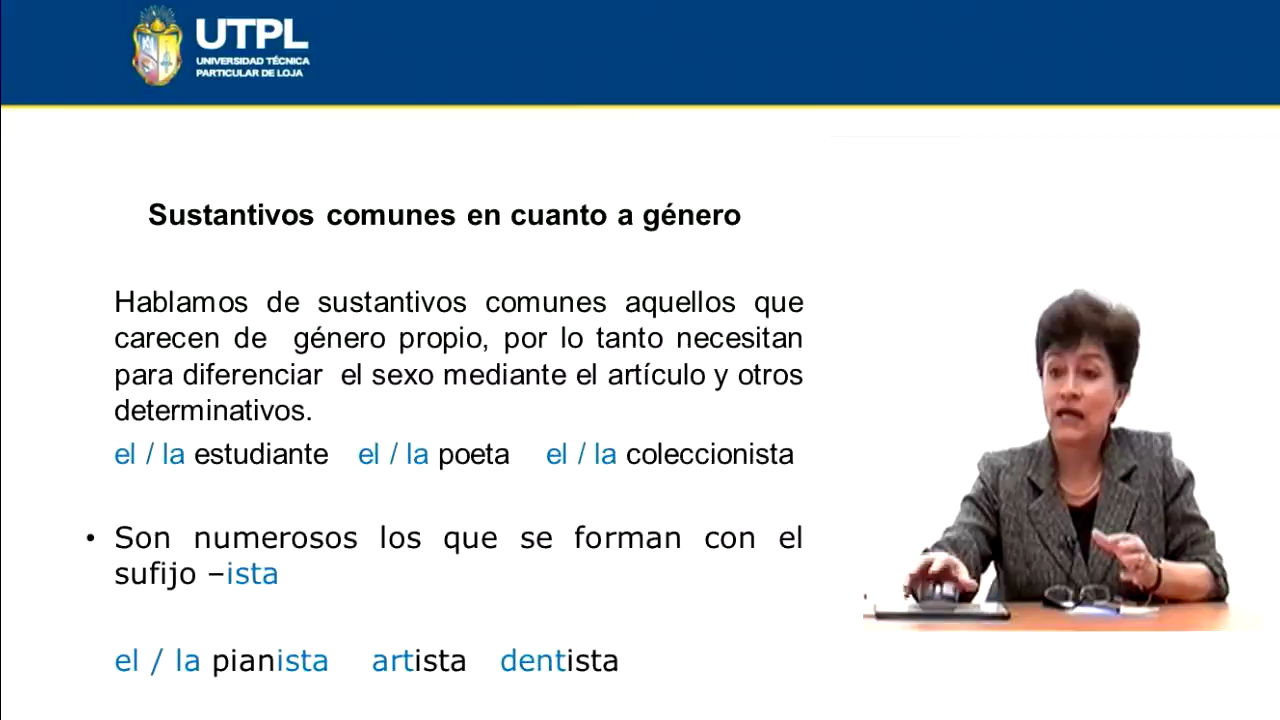 UTPL
UNIVERSIDAD TÉCNICA
PARTICULAR DE LOJA
Sustantivos comunes en cuanto a género
Hablamos de sustantivos comunes aquellos que
carecen de género propio, por lo tanto necesitan
para diferenciar el sexo mediante el artículo y otros
determinativos.
el / la estudiante el / la poeta el / la coleccionista
• Son numerosos los que se forman con el
sufijo –ista
el / la pianista artista dentista